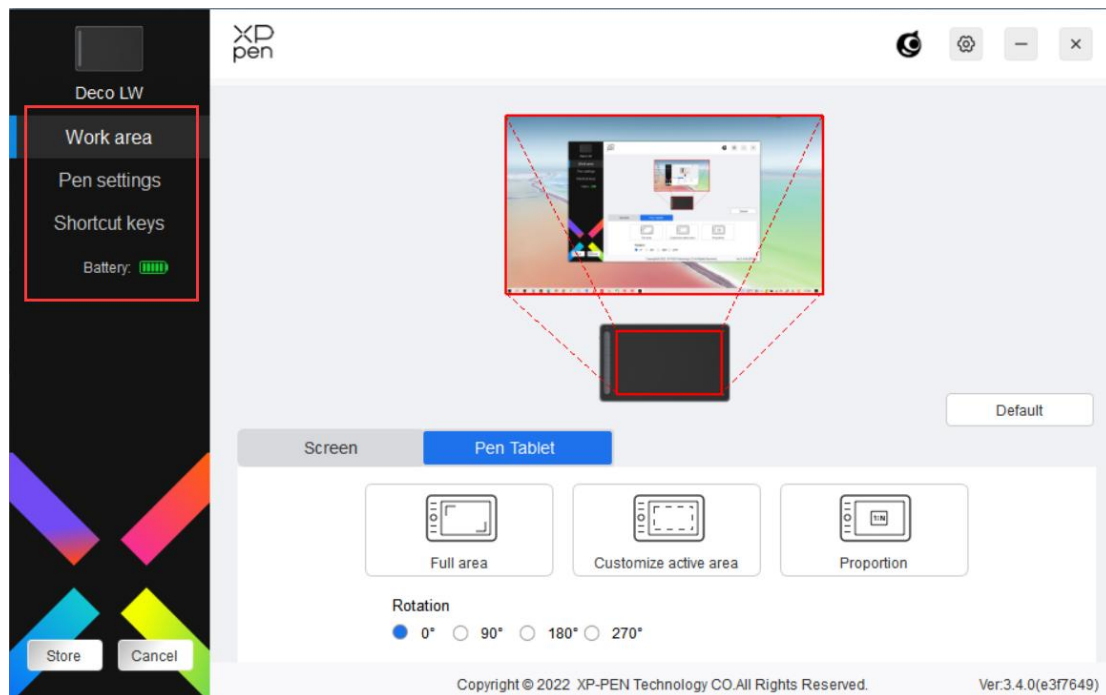 XP
pen
Deco LW
Work area
Pen settings
Shortcut keys
Battery:
Default
Screen
Pen Tablet
Full area
Customize active area
1:N
Proportion
Rotation
0° 90° 180° 270°
Store
Cancel
Copyright © 2022 XP-PEN Technology CO.All Rights Reserved.
Ver:3.4.0(e3f7649)